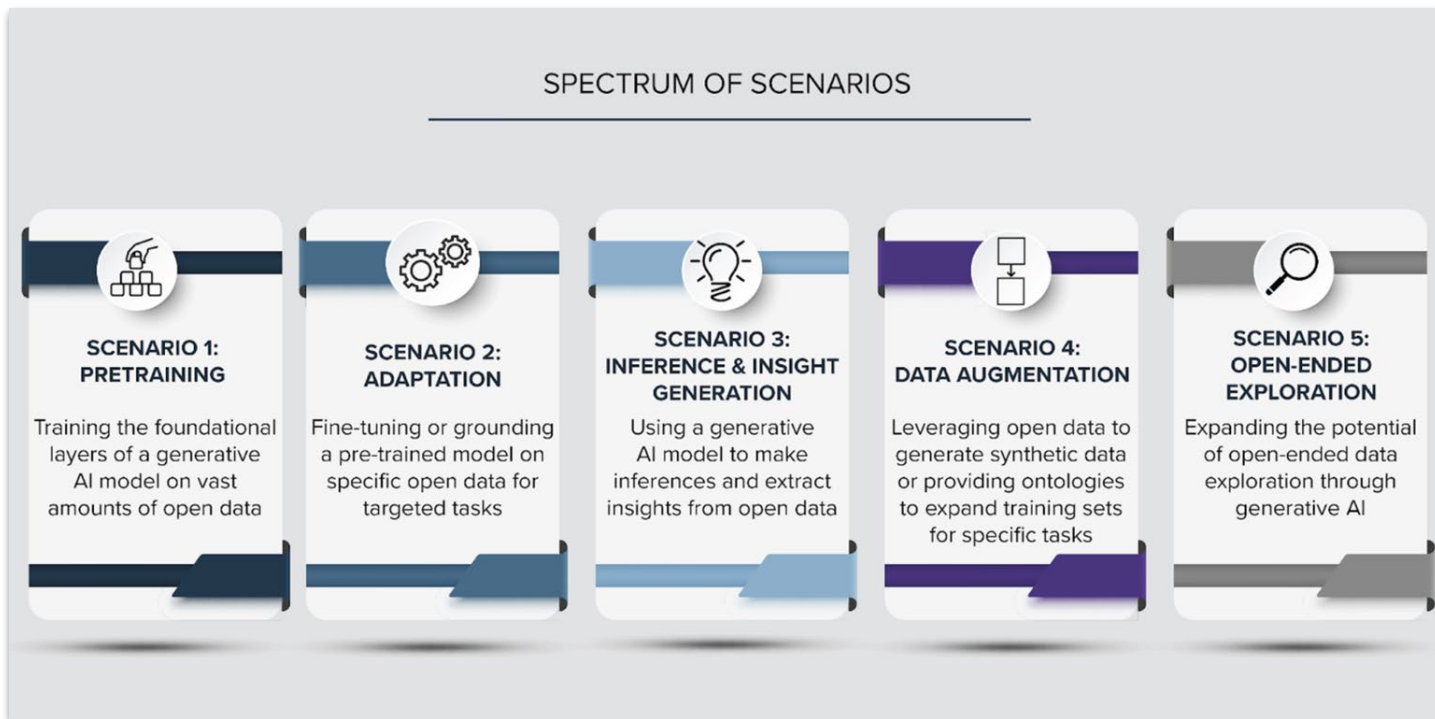 SPECTRUM OF SCENARIOS
SCENARIO 1:
PRETRAINING
Training the foundational
layers of a generative
AI model on vast
amounts of open data
SCENARIO 2:
ADAPTATION
Fine-tuning or grounding
a pre-trained model on
specific open data for
targeted tasks
SCENARIO 3:
INFERENCE & INSIGHT
GENERATION
Using a generative
AI model to make
inferences and extract
insights from open data
SCENARIO 4:
DATA AUGMENTATION
Leveraging open data to
generate synthetic data
or providing ontologies
to expand training sets
for specific tasks
SCENARIO 5:
OPEN-ENDED
EXPLORATION
Expanding the potential
of open-ended data
exploration through
generative AI